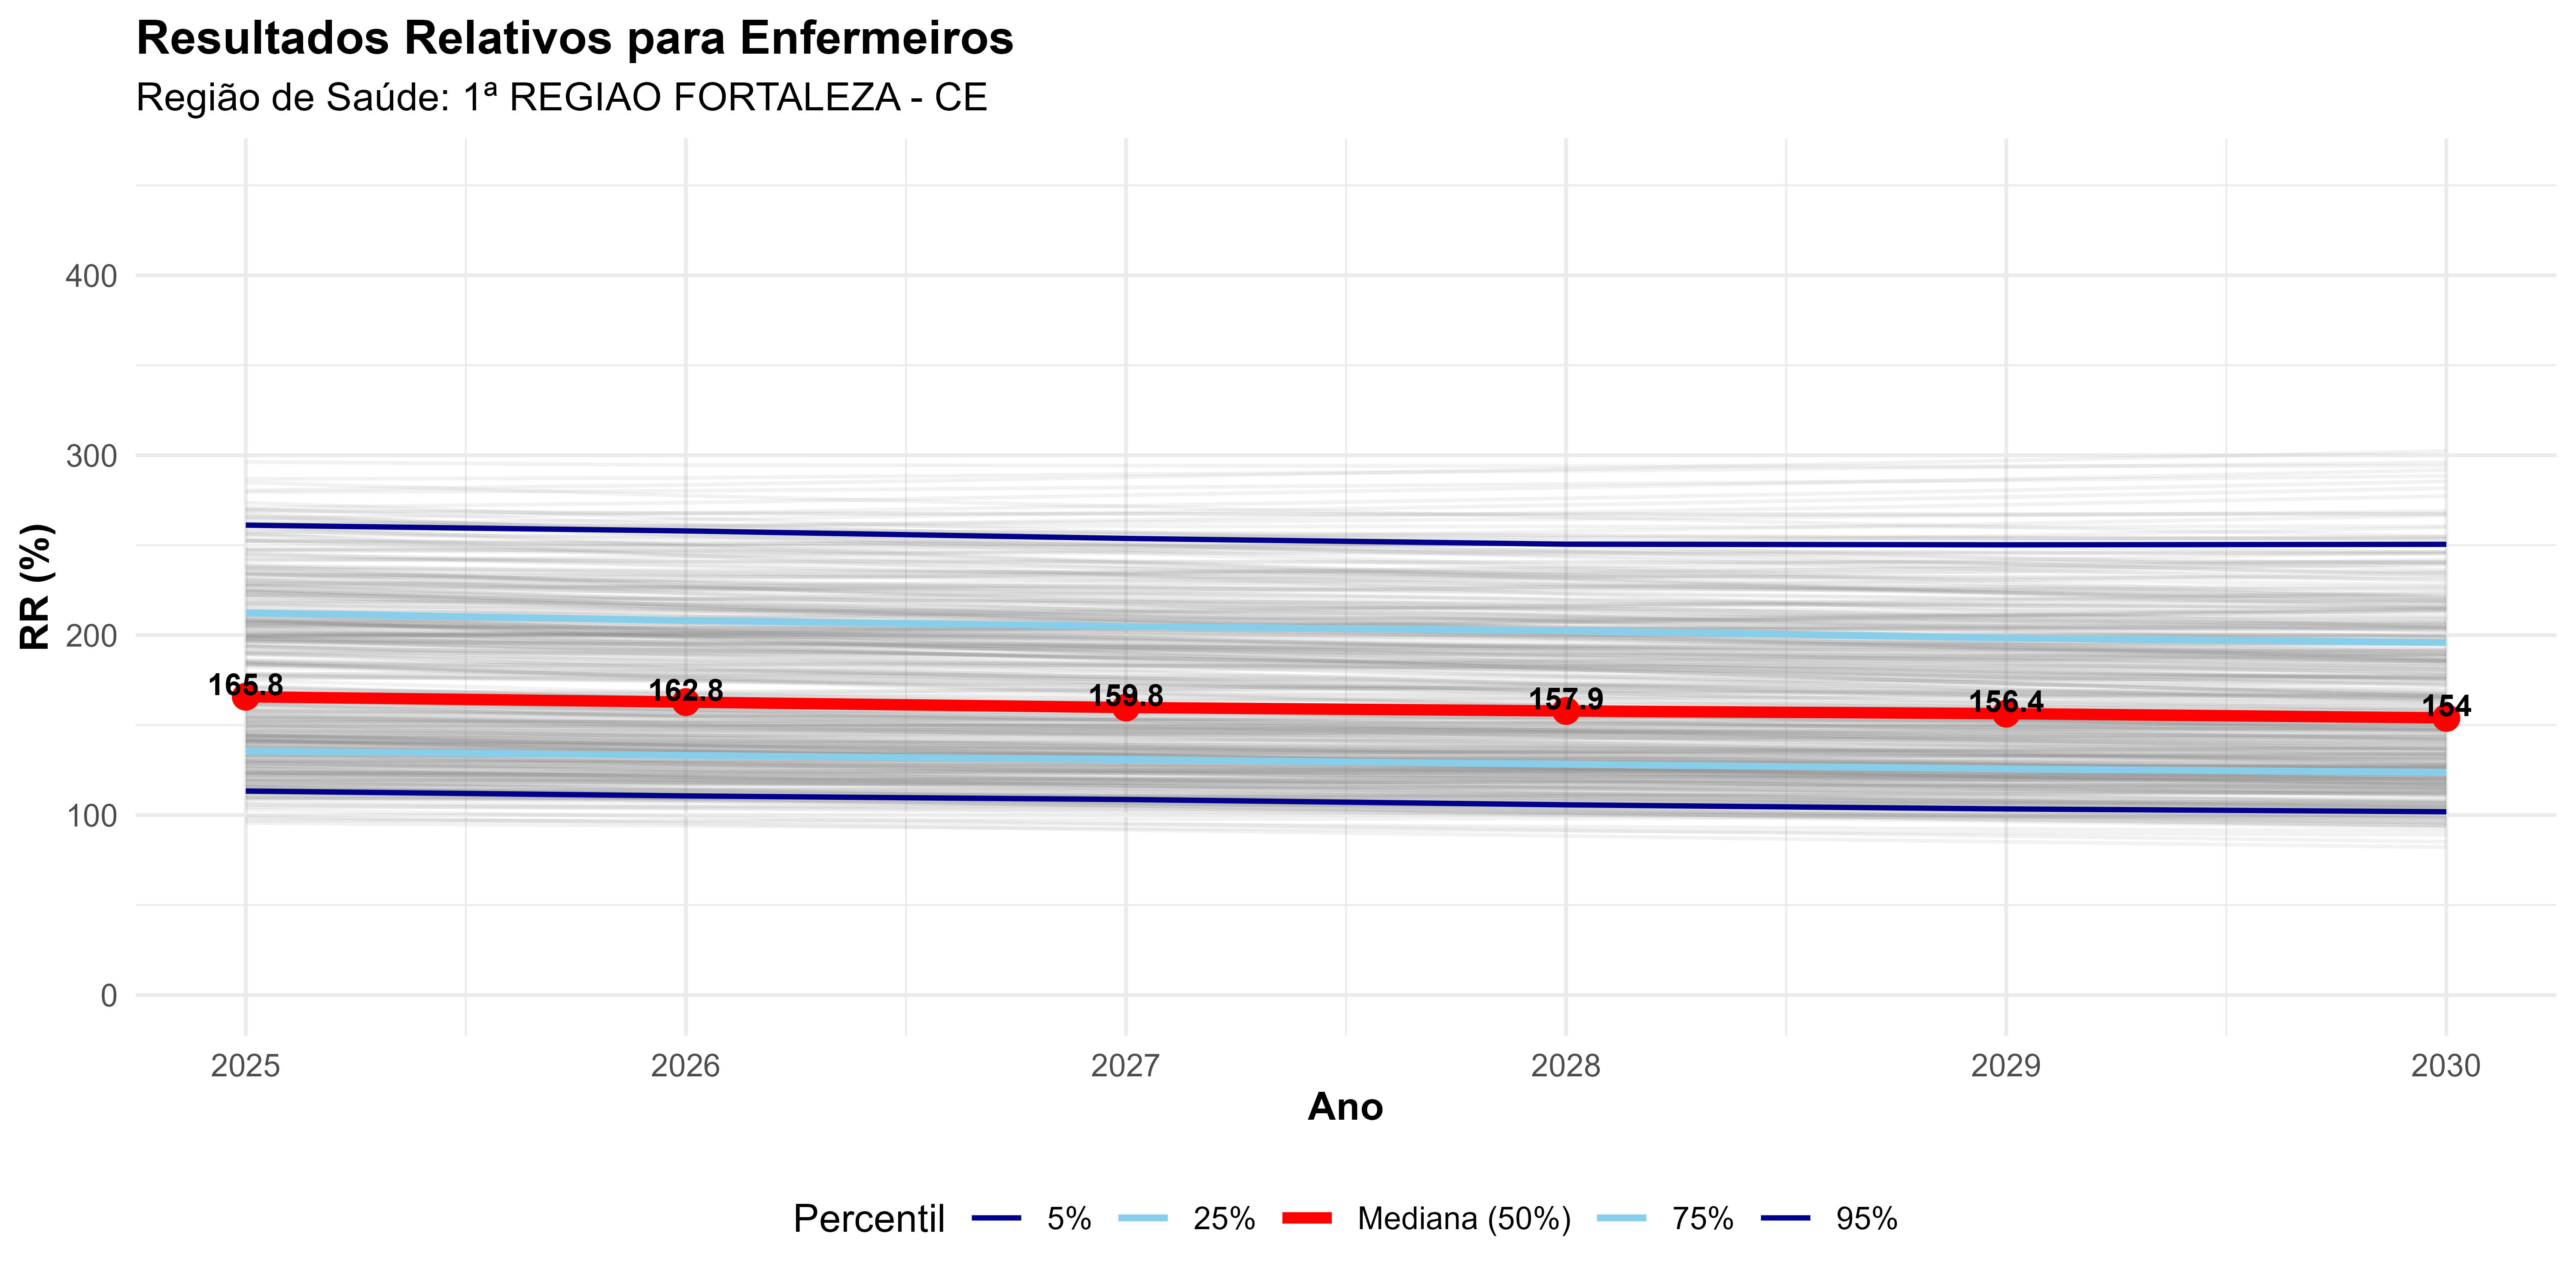 Resultados Relativos para Enfermeiros
Região de Saúde: 1ª REGIAO FORTALEZA - CE
RR (%)
400
300
200
100
0
165.8 162.8 159.8 157.9 156.4 154
2025 2026 2027 2028 2029 2030
Ano
Percentil 5% 25% Mediana (50%) 75% 95%